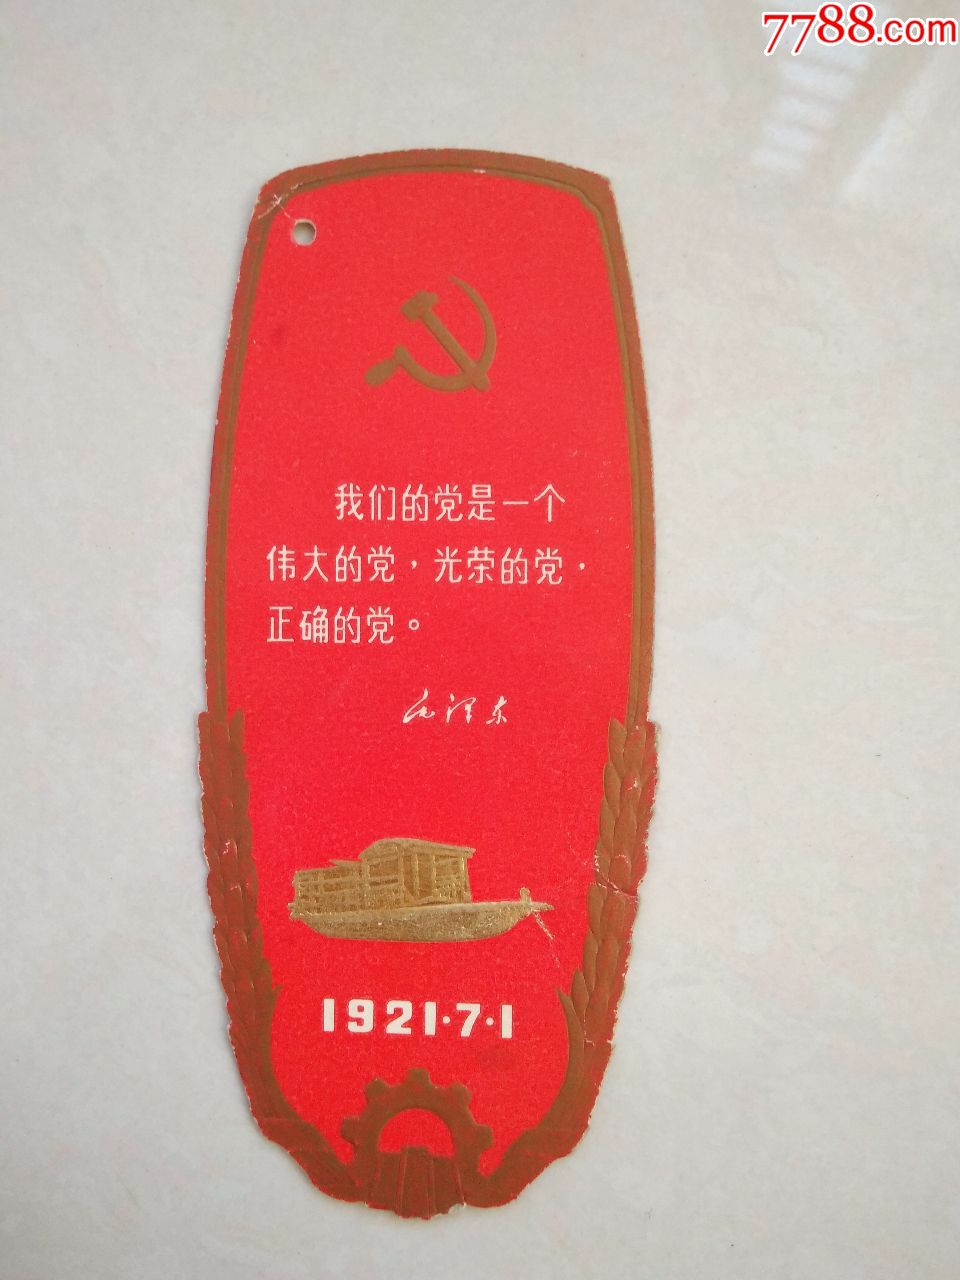 7788.com
我们的党是一个
伟大的党，光荣的党，
正确的党。
毛泽东
1921·7·1